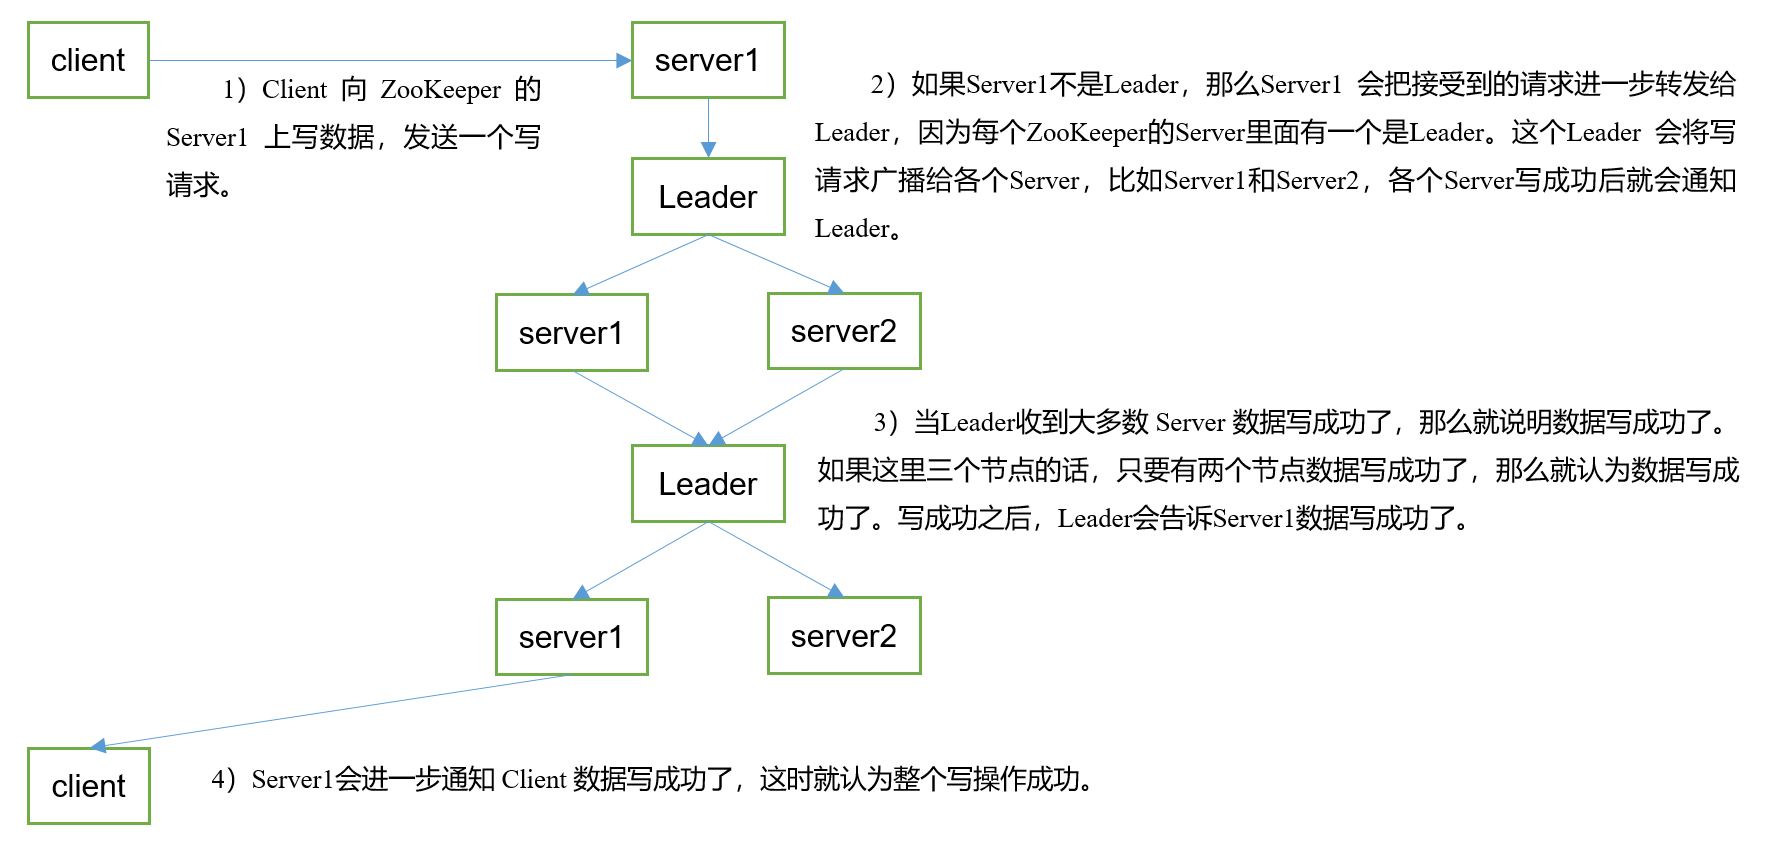 client
server1
1）Client 向 ZooKeeper 的
Server1 上写数据，发送一个写
请求。
2）如果Server1不是Leader，那么Server1 会把接受到的请求进一步转发给
Leader，因为每个ZooKeeper的Server里面有一个是Leader。这个Leader 会将写
请求广播给各个Server，比如Server1和Server2，各个Server写成功后就会通知
Leader。
Leader
server1
server2
3）当Leader收到大多数 Server 数据写成功了，那么就说明数据写成功了。
如果这里三个节点的话，只要有两个节点数据写成功了，那么就认为数据写成
功了。写成功之后，Leader会告诉Server1数据写成功了。
Leader
server1
server2
client
4）Server1会进一步通知 Client 数据写成功了，这时就认为整个写操作成功。